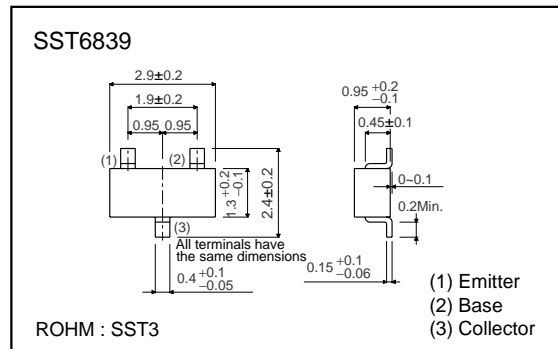 SST6839
2.9±0.2
1.9±0.2
0.95 0.95
(1) (2)
(3)
1.3 +0.2 −0.1
2.4±0.2
All terminals have
the same dimensions
0.4 +0.1 −0.05
0.95 +0.2 −0.1
0.45±0.1
0~0.1
0.2Min.
0.15 +0.1 −0.06
(1) Emitter
(2) Base
(3) Collector
ROHM : SST3